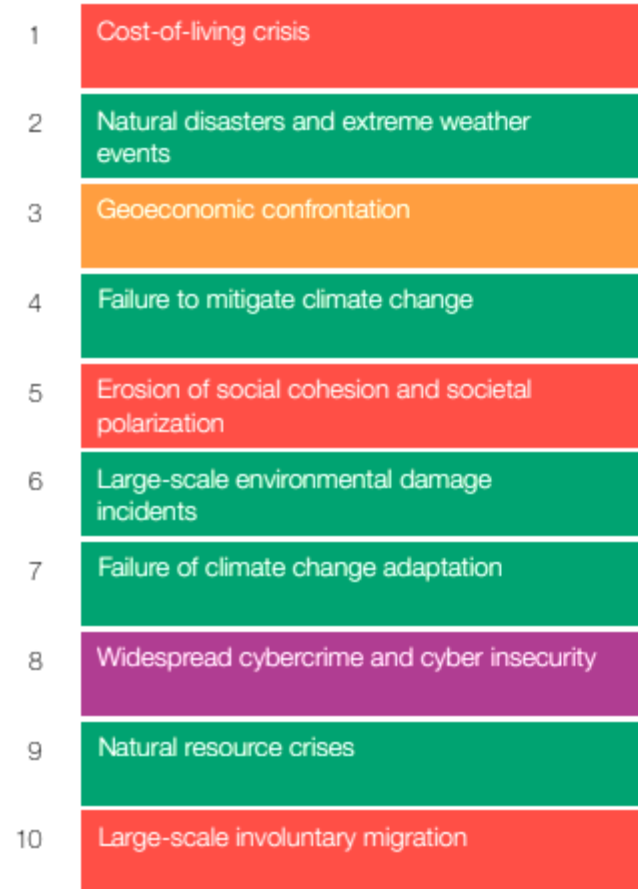 1 Cost-of-living crisis
2 Natural disasters and extreme weather
events
3 Geoeconomic confrontation
4 Failure to mitigate climate change
5 Erosion of social cohesion and societal
polarization
6 Large-scale environmental damage
incidents
7 Failure of climate change adaptation
8 Widespread cybercrime and cyber insecurity
9 Natural resource crises
10 Large-scale involuntary migration